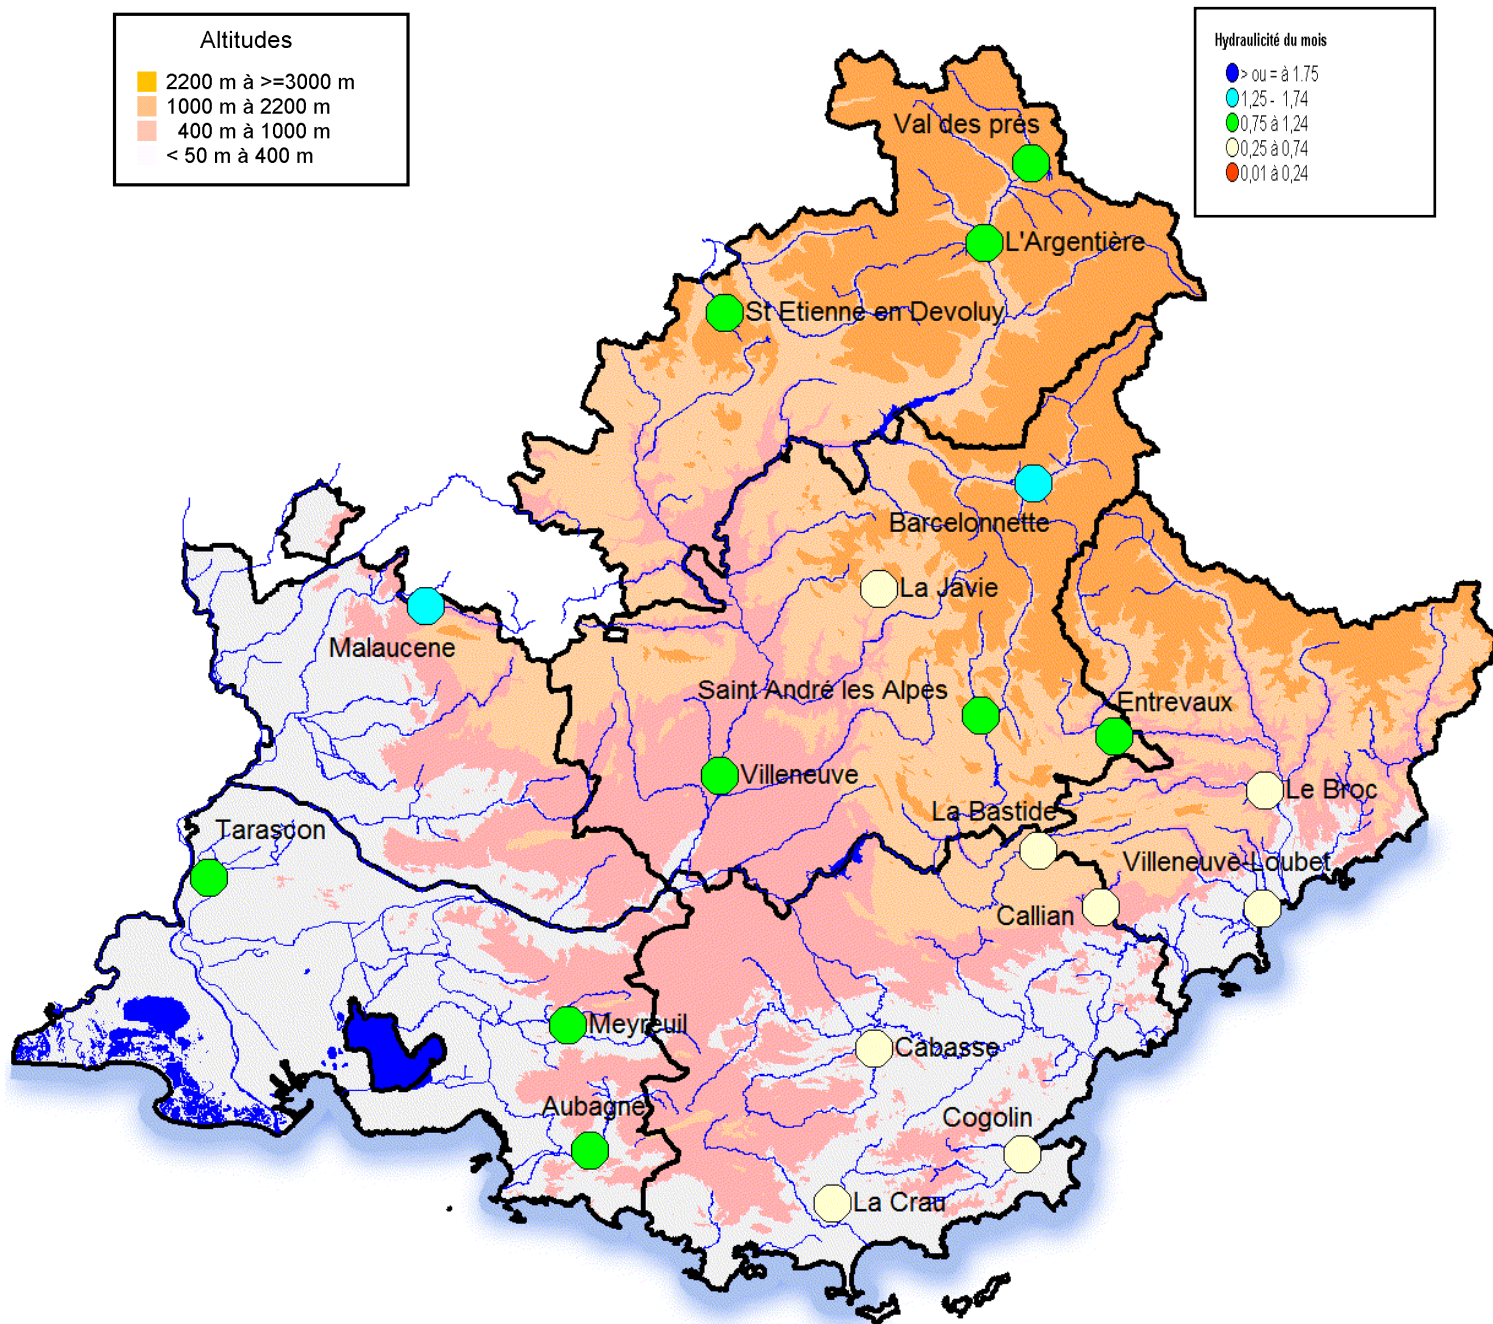 Altitudes
2200 m à >=3000 m
1000 m à 2200 m
400 m à 1000 m
< 50 m à 400 m
Hydraulicité du mois
> ou = à 1.75
1,25 - 1,74
0,75 à 1,24
0,25 à 0,74
0,01 à 0,24
Val des prés
L'Argentière
St Etienne en Devoluy
Barcelonnette
La Javie
Malaucene
Saint André les Alpes
Entrevaux
Villeneuve
Le Broc
La Bastide
Tarascon
Villeneuve-Loubet
Callian
Meyreuil
Cabasse
Aubagne
Cogolin
La Crau